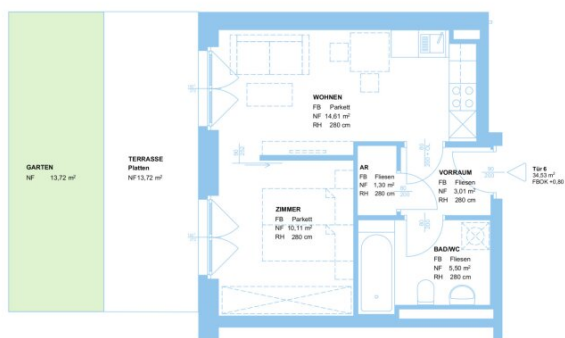 GARTEN
NF 13,72 m²
TERRASSE
Platten
NF13,72 m²
WOHNEN
FB Parkett
NF 14,61 m²
RH 280 cm
ZIMMER
FB Parkett
NF 10,11 m²
RH 280 cm
AR
FB Fliesen
NF 1,30 m²
RH 280 cm
VORRAUM
FB Fliesen
NF 3,01 m²
RH 280 cm
BAD/WC
FB Fliesen
NF 5,50 m²
RH 280 cm
Tür 6
34,53 m²
FBOK +0,80